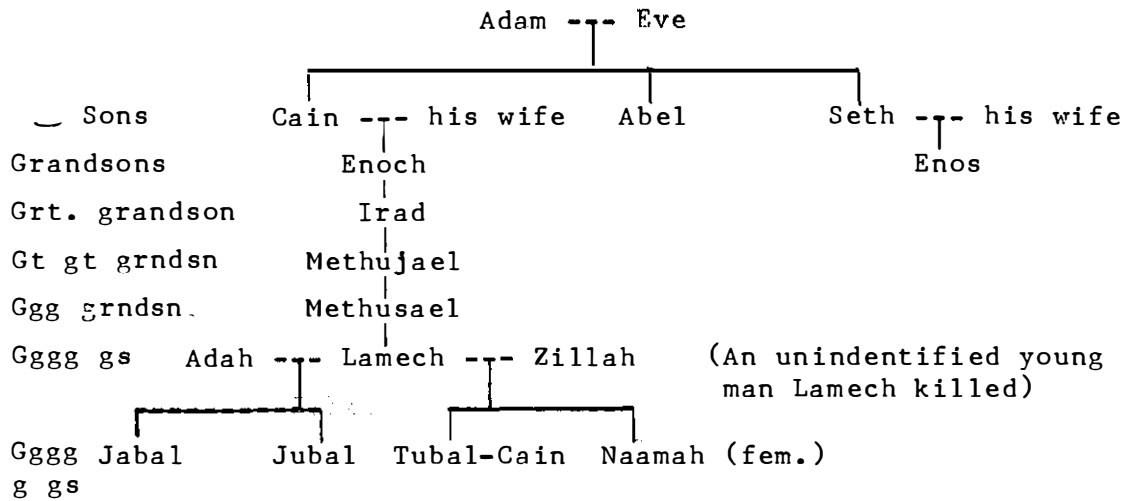 Adam --- Eve
Sons Cain --- his wife Abel Seth --- his wife
Grandsons Enoch Enos
Grt. grandson Irad
Gt gt grndsn Methujael
Ggg grndsn. Methusael
Gggg gs Adah --- Lamech --- Zillah (An unindentified young
man Lamech killed)
Gggg Jabal Jubal Tubal-Cain Naamah (fem.)
g gs